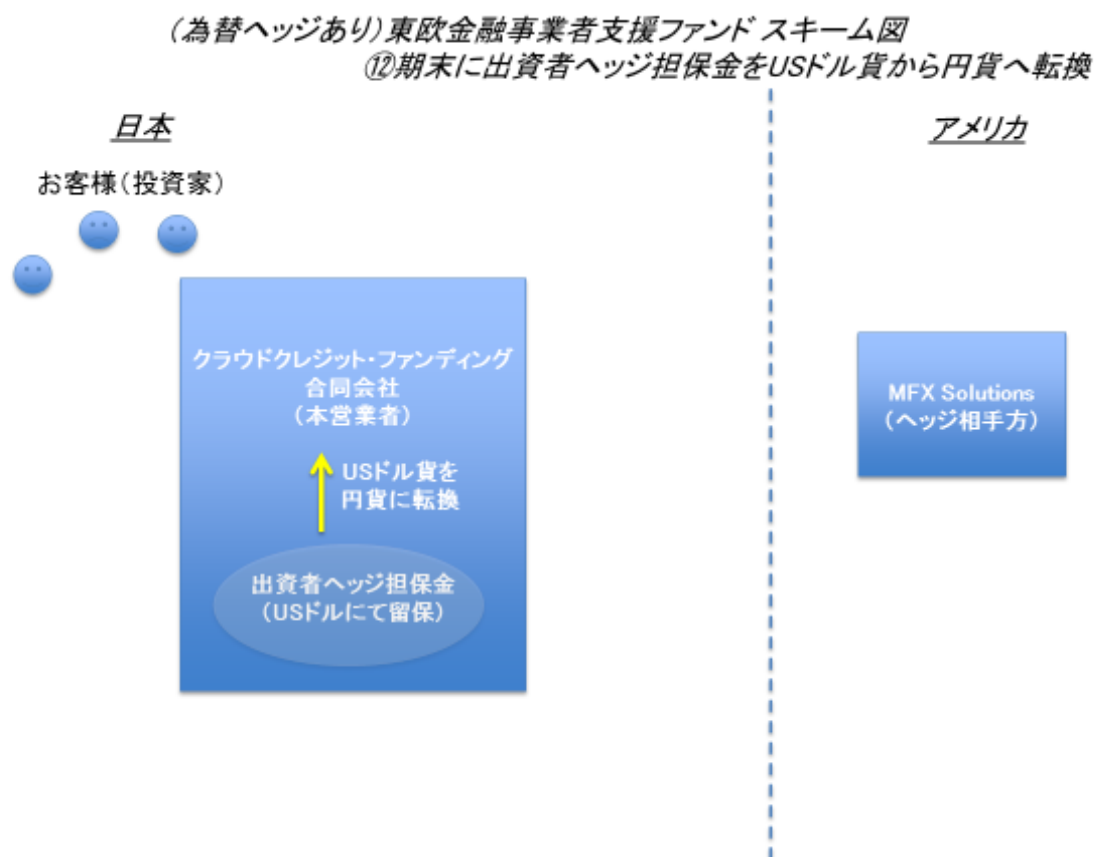 （為替ヘッジあり）東欧金融事業者支援ファンド スキーム図
⑫期末に出資者ヘッジ担保金をUSドル貨から円貨へ転換
日本
アメリカ
お客様（投資家）
クラウドクレジット・ファンディング
合同会社
（本営業者）
USドル貨を
円貨に転換
出資者ヘッジ担保金
（USドルにて留保）
MFX Solutions
（ヘッジ相手方）